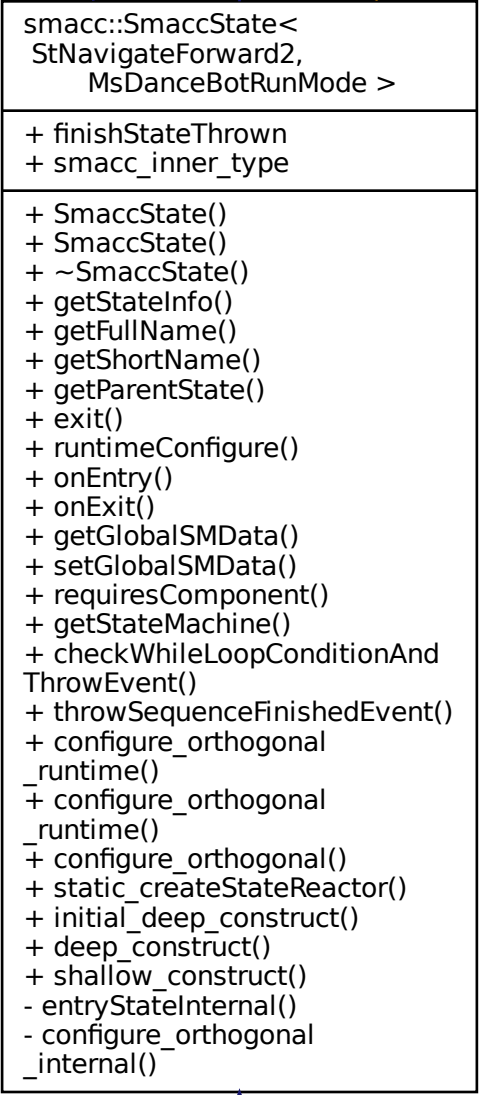 smacc::SmaccState<
StNavigateForward2,
MsDanceBotRunMode >
+ finishStateThrown
+ smacc_inner_type
+ SmaccState()
+ SmaccState()
+ ~SmaccState()
+ getStateInfo()
+ getFullName()
+ getShortName()
+ getParentState()
+ exit()
+ runtimeConfigure()
+ onEntry()
+ onExit()
+ getGlobalSMData()
+ setGlobalSMData()
+ requiresComponent()
+ getStateMachine()
+ checkWhileLoopConditionAnd
ThrowEvent()
+ throwSequenceFinishedEvent()
+ configure_orthogonal
_runtime()
+ configure_orthogonal
_runtime()
+ configure_orthogonal()
+ static_createStateReactor()
+ initial_deep_construct()
+ deep_construct()
+ shallow_construct()
- entryStateInternal()
- configure_orthogonal
_internal()